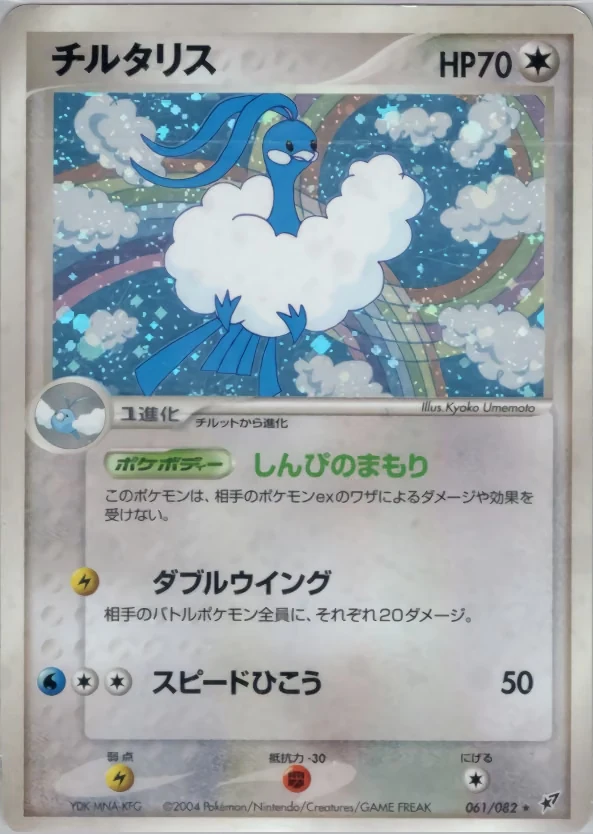 チルタリス HP70
Illus. Kyoko Umemoto
1進化 チルットから進化
ポケボディー しんぴのまもり
このポケモンは、相手のポケモンexのワザによるダメージや効果を
受けない。
ダブルウイング
相手のバトルポケモン全員に、それぞれ20ダメージ。
スピードひこう 50
弱点 抵抗力 -30 にげる
YDK-MNA-KFG ©2004 Pokémon/Nintendo/Creatures/GAME FREAK 061/082 ★